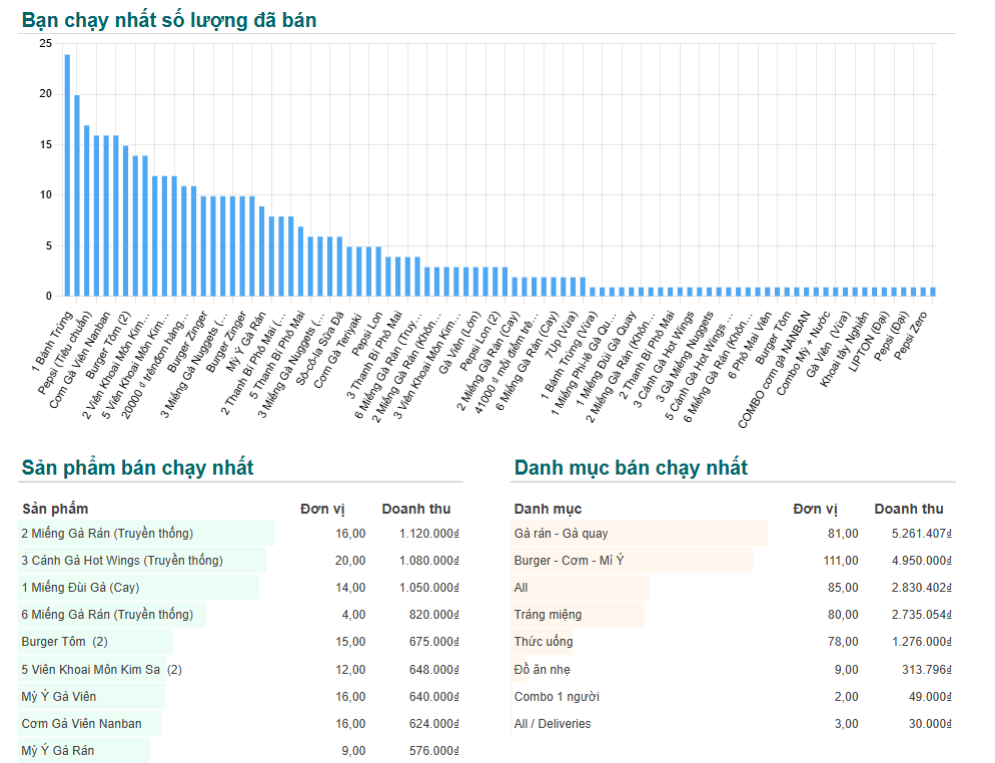 Bạn chạy nhất số lượng đã bán
25
20
15
10
5
0
1 Bánh Trứng
Pepsi (Tiêu chuẩn)
Cơm Gà Viên Nanban
Burger Tôm (2)
2 Viên Khoai Môn Kim…
5 Viên Khoai Môn Kim…
20000 ₫ trênđơn hàng…
Burger Zinger
3 Miếng Gà Nuggets (…
Burger Zinger
Mỳ Ý Gà Rán
2 Thanh Bí Phô Mai (…
5 Thanh Bí Phô Mai
3 Miếng Gà Nuggets (…
Sô-cô-la Sữa Đá
Cơm Gà Teriyaki
Pepsi Lon
3 Thanh Bí Phô Mai
6 Miếng Gà Rán (Truy…
2 Miếng Gà Rán (Khôn…
3 Viên Khoai Môn Kim…
Gà Viên (Lớn)
Pepsi Lon (2)
2 Miếng Gà Rán (Cay)
41000 ₫ mỗi điểm trê…
6 Miếng Gà Rán (Cay)
7Up (Vừa)
1 Bánh Trứng (Vừa)
1 Miếng Phi-lê Gà Qu…
1 Miếng Đùi Gà Quay
2 Miếng Gà Rán (Khôn…
2 Thanh Bí Phô Mai
3 Cánh Gà Hot Wings
3 Gà Miếng Nuggets
5 Cánh Gà Hot Wings …
6 Miếng Gà Rán (Khôn…
6 Phô Mai Viên
Burger Tôm
COMBO cơm gà NANBAN
Combo Mỳ + Nước
Gà Viên (Vừa)
Khoai tây Nghiền
LIPTON (Đại)
Pepsi (Đại)
Pepsi Zero
Sản phẩm bán chạy nhất
Sản phẩm Đơn vị Doanh thu
2 Miếng Gà Rán (Truyền thống) 16,00 1.120.000₫
3 Cánh Gà Hot Wings (Truyền thống) 20,00 1.080.000₫
1 Miếng Đùi Gà (Cay) 14,00 1.050.000₫
6 Miếng Gà Rán (Truyền thống) 4,00 820.000₫
Burger Tôm (2) 15,00 675.000₫
5 Viên Khoai Môn Kim Sa (2) 12,00 648.000₫
Mỳ Ý Gà Viên 16,00 640.000₫
Cơm Gà Viên Nanban 16,00 624.000₫
Mỳ Ý Gà Rán 9,00 576.000₫
Danh mục bán chạy nhất
Danh mục Đơn vị Doanh thu
Gà rán - Gà quay 81,00 5.261.407₫
Burger - Cơm - Mì Ý 111,00 4.950.000₫
All 85,00 2.830.402₫
Tráng miệng 80,00 2.735.054₫
Thức uống 78,00 1.276.000₫
Đồ ăn nhẹ 9,00 313.796₫
Combo 1 người 2,00 49.000₫
All / Deliveries 3,00 30.000₫